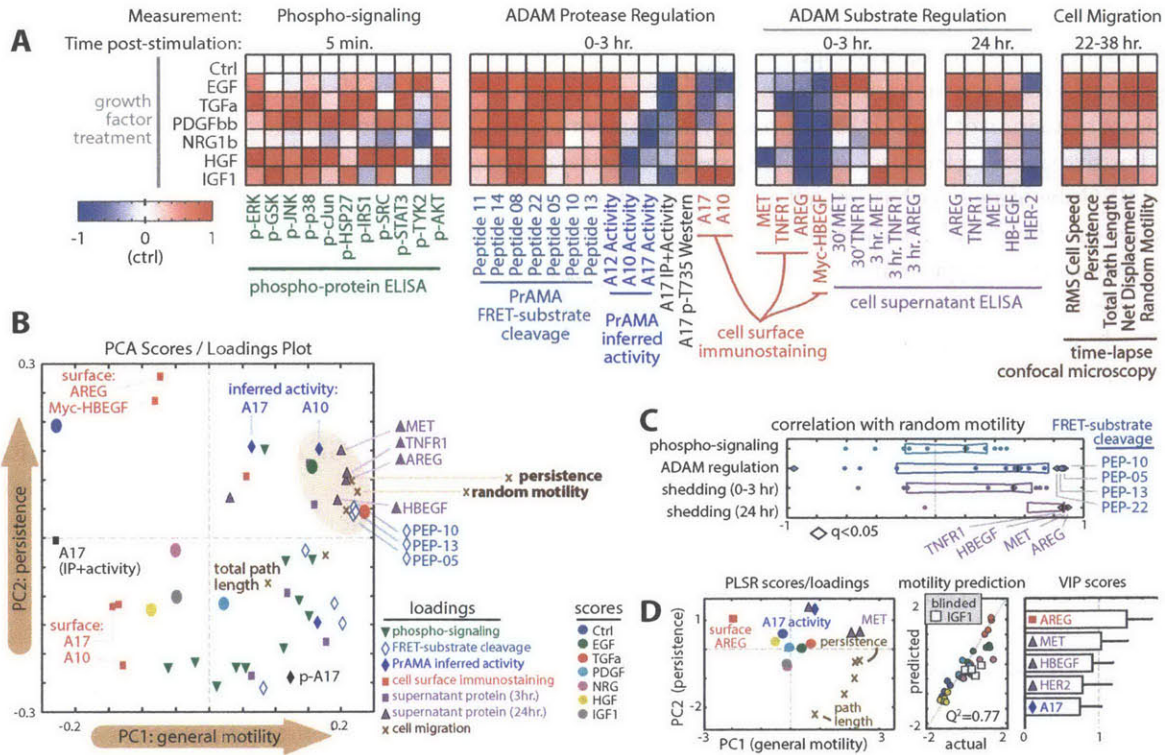 Measurement: Phospho-signaling ADAM Protease Regulation ADAM Substrate Regulation Cell Migration
A
Time post-stimulation: 5 min. 0-3 hr. 0-3 hr. 24 hr. 22-38 hr.
growth
factor
treatment
Ctrl
EGF
TGFa
PDGFbb
NRG1b
HGF
IGF1
-1 0 1
(ctrl)
p-ERK
p-GSK
p-JNK
p-p38
p-cJun
p-HSP27
p-IRS1
p-SRC
p-STAT3
p-TYK2
p-AKT
phospho-protein ELISA
Peptide 11
Peptide 14
Peptide 08
Peptide 22
Peptide 05
Peptide 10
Peptide 13
PrAMA
FRET-substrate
cleavage
A12 Activity
A10 Activity
A17 Activity
PrAMA
inferred
activity
A17 IP+Activity
A17 p-T735 Western
A17
A10
MET
TNFR1
AREG
Myc-HBEGF
cell surface
immunostaining
30' MET
30' TNFR1
3 hr. MET
3 hr. TNFR1
3 hr. AREG
AREG
TNFR1
MET
HB-EGF
HER-2
cell supernatant ELISA
RMS Cell Speed
Persistence
Total Path Length
Net Displacement
Random Motility
time-lapse
confocal microscopy
B
PCA Scores / Loadings Plot
PC2: persistence
0.3
-0.3
-0.2
0.2
PC1: general motility
surface:
AREG
Myc-HBEGF
inferred activity:
A17 A10
MET
TNFR1
AREG
persistence
random motility
HBEGF
PEP-10
PEP-13
PEP-05
A17
(IP+activity)
total path
length
surface:
A17
A10
p-A17
loadings
phospho-signaling
FRET-substrate cleavage
PrAMA inferred activity
cell surface immunostaining
supernatant protein (3hr.)
supernatant protein (24hr.)
cell migration
scores
Ctrl
EGF
TGFa
PDGF
NRG
HGF
IGF1
C
correlation with random motility
FRET-substrate
cleavage
phospho-signaling
ADAM regulation
shedding (0-3 hr)
shedding (24 hr)
PEP-10
PEP-05
PEP-13
PEP-22
-1 1
q<0.05
TNFR1
HBEGF
MET
AREG
D
PLSR scores/loadings
PC2 (persistence)
1
-2
-3 3
PC1 (general motility)
surface
AREG
A17 activity
MET
persistence
path
length
motility prediction
blinded
IGF1
predicted
2
-2
-2 2
actual
Q²=0.77
VIP scores
AREG
MET
HBEGF
HER2
A17
0 1